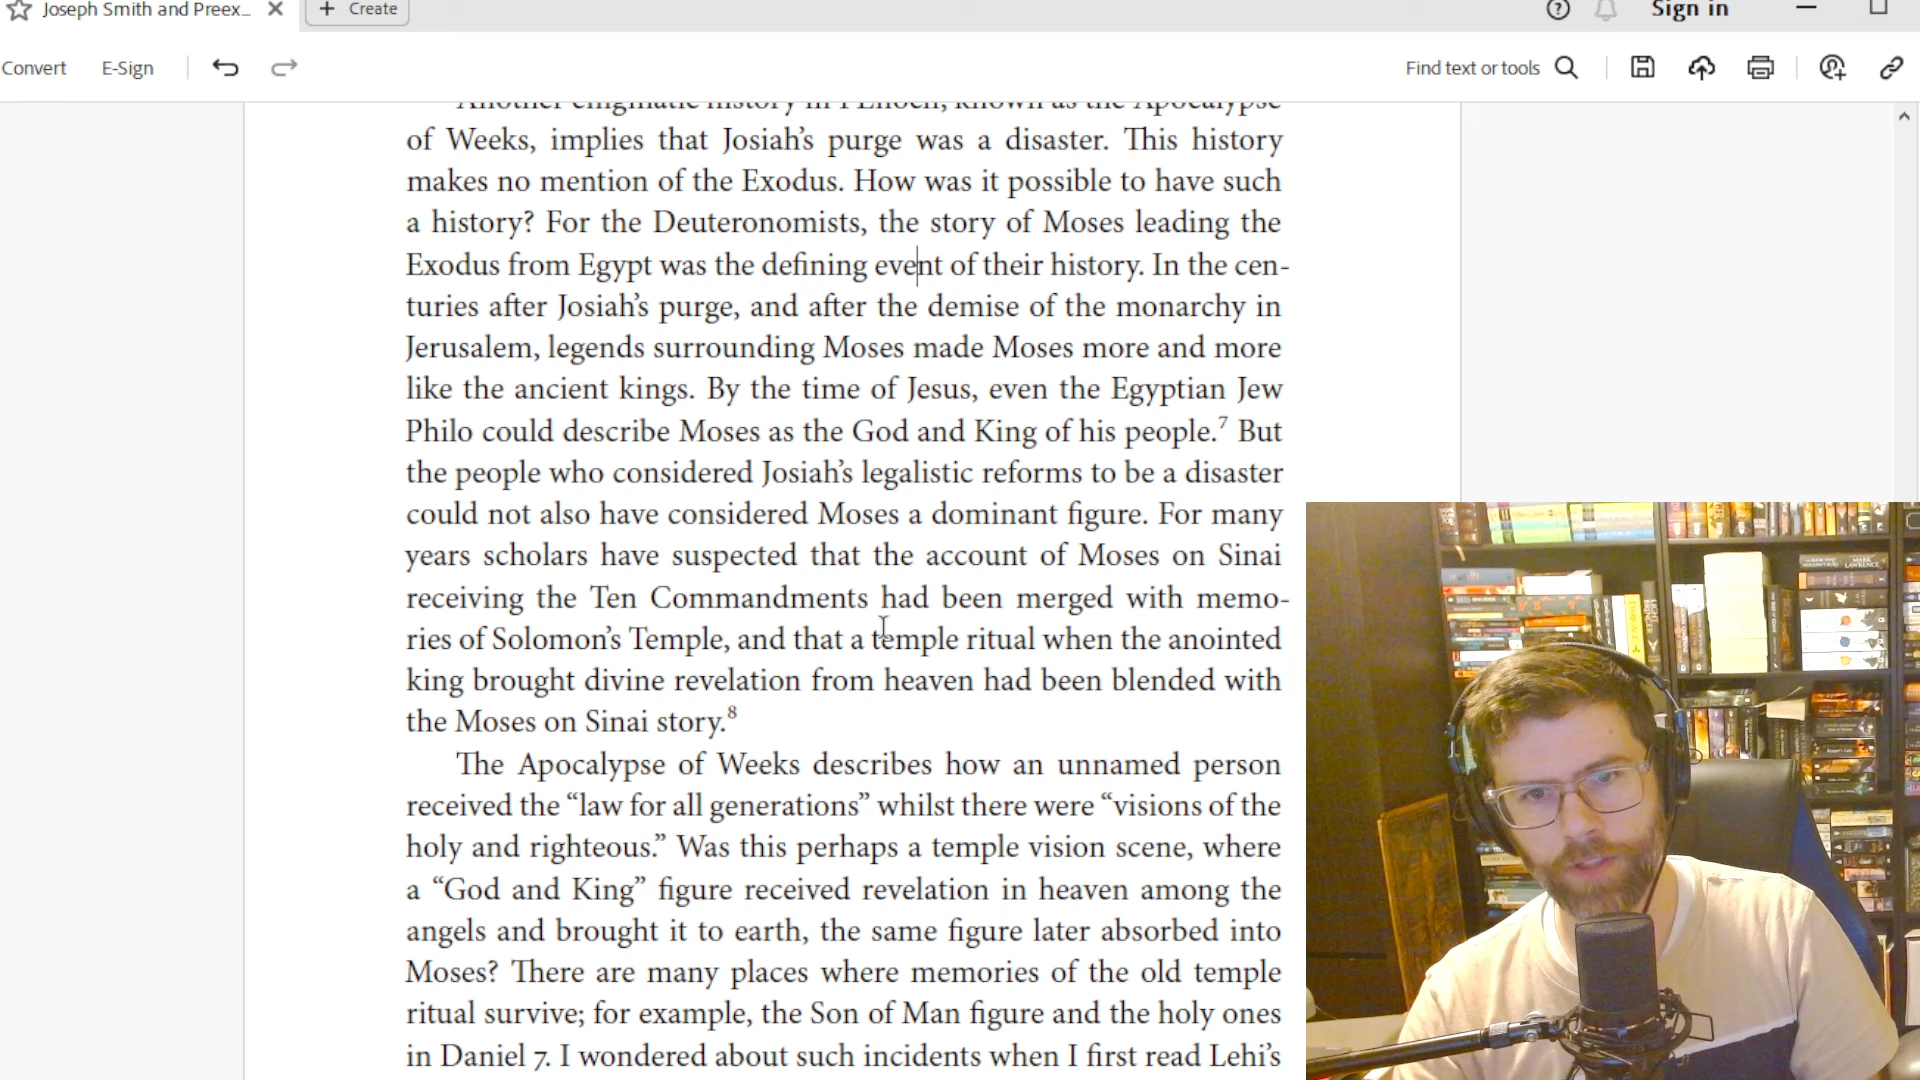 Joseph Smith and Preex...
Create
Sign in
Convert
E-Sign
Find text or tools
Another enigmatic history in 1 Enoch, known as the Apocalypse
of Weeks, implies that Josiah’s purge was a disaster. This history
makes no mention of the Exodus. How was it possible to have such
a history? For the Deuteronomists, the story of Moses leading the
Exodus from Egypt was the defining event of their history. In the cen-
turies after Josiah’s purge, and after the demise of the monarchy in
Jerusalem, legends surrounding Moses made Moses more and more
like the ancient kings. By the time of Jesus, even the Egyptian Jew
Philo could describe Moses as the God and King of his people.7 But
the people who considered Josiah’s legalistic reforms to be a disaster
could not also have considered Moses a dominant figure. For many
years scholars have suspected that the account of Moses on Sinai
receiving the Ten Commandments had been merged with memo-
ries of Solomon’s Temple, and that a temple ritual when the anointed
king brought divine revelation from heaven had been blended with
the Moses on Sinai story.8
The Apocalypse of Weeks describes how an unnamed person
received the “law for all generations” whilst there were “visions of the
holy and righteous.” Was this perhaps a temple vision scene, where
a “God and King” figure received revelation in heaven among the
angels and brought it to earth, the same figure later absorbed into
Moses? There are many places where memories of the old temple
ritual survive; for example, the Son of Man figure and the holy ones
in Daniel 7. I wondered about such incidents when I first read Lehi’s